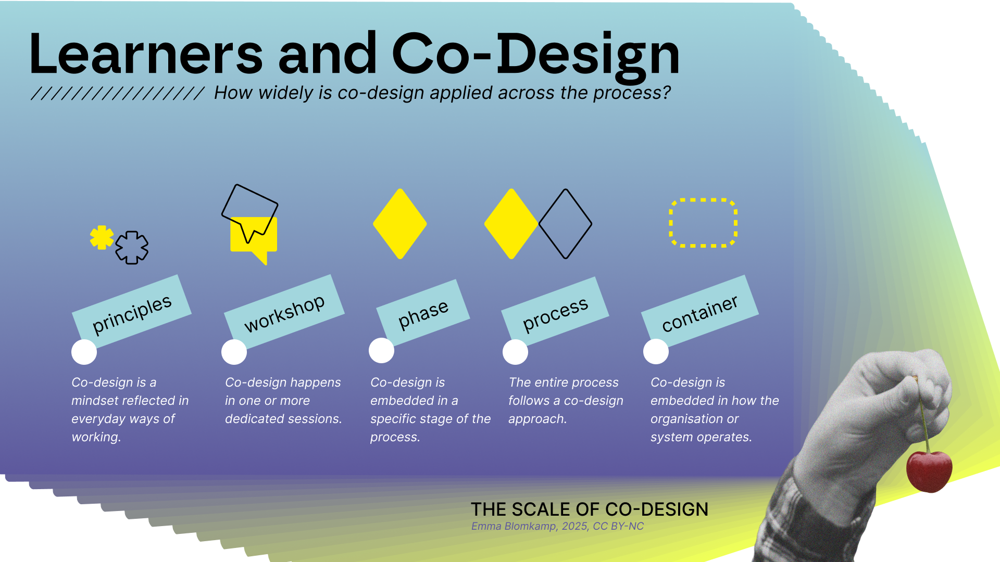 Learners and Co-Design
///////////////// How widely is co-design applied across the process?
principles
workshop
phase
process
container
Co-design is a
mindset reflected in
everyday ways of
working.
Co-design happens
in one or more
dedicated sessions.
Co-design is
embedded in a
specific stage of the
process.
The entire process
follows a co-design
approach.
Co-design is
embedded in how the
organisation or
system operates.
THE SCALE OF CO-DESIGN
Emma Blomkamp, 2025, CC BY-NC